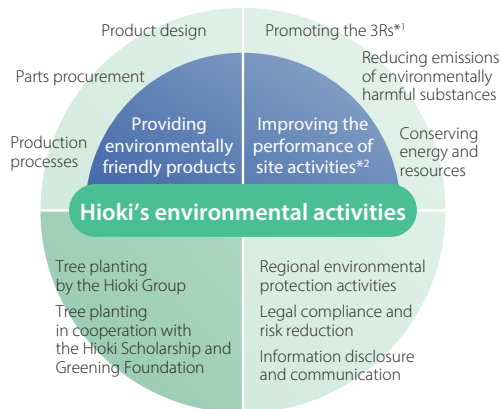 Product design
Parts procurement
Production
processes
Providing
environmentally
friendly products
Promoting the 3Rs*1
Reducing emissions
of environmentally
harmful substances
Conserving
energy and
resources
Improving the
performance of
site activities*2
Hioki's environmental activities
Tree planting
by the Hioki Group
Tree planting
in cooperation with
the Hioki Scholarship and
Greening Foundation
Regional environmental
protection activities
Legal compliance and
risk reduction
Information disclosure
and communication